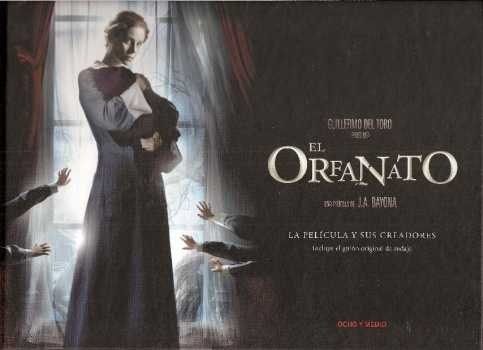 GUILLERMO DEL TORO
PRESENTA
EL
ORFANATO
UNA PELÍCULA DE J.A. BAYONA
LA PELÍCULA Y SUS CREADORES
Incluye el guión original de rodaje
OCHO Y MEDIO